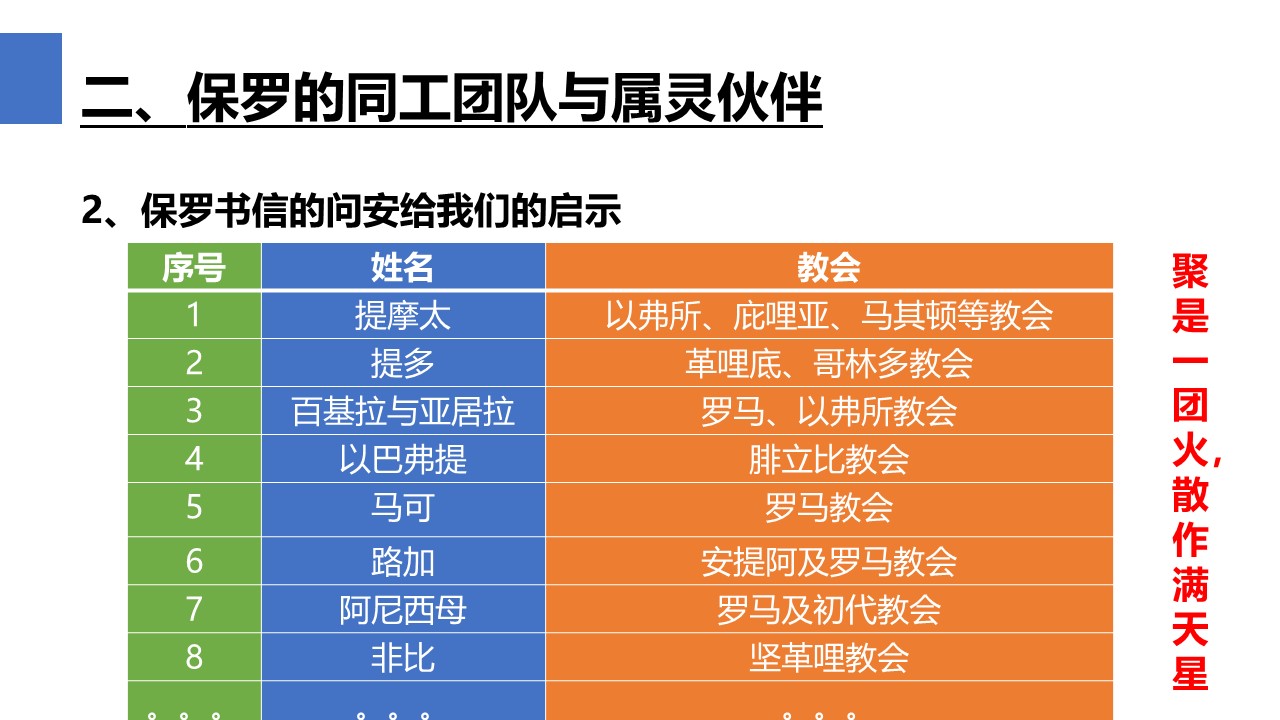 二、保罗的同工团队与属灵伙伴
2、保罗书信的问安给我们的启示
序号 姓名 教会
1 提摩太 以弗所、庇哩亚、马其顿等教会
2 提多 革哩底、哥林多教会
3 百基拉与亚居拉 罗马、以弗所教会
4 以巴弗提 腓立比教会
5 马可 罗马教会
6 路加 安提阿及罗马教会
7 阿尼西母 罗马及初代教会
8 非比 坚革哩教会
。。。 。。。 。。。
聚是一团火，散作满天星